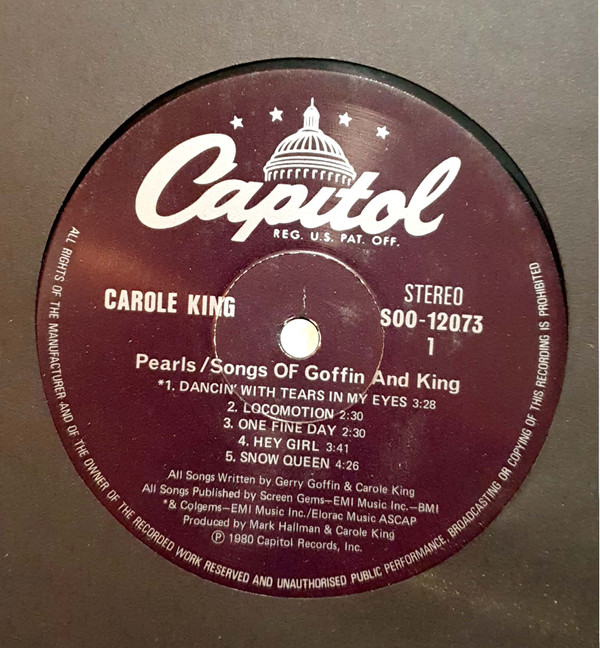 Capitol
REG. U.S. PAT. OFF.
CAROLE KING
STEREO
SOO-12073
1
Pearls/Songs OF Goffin And King
*1. DANCIN' WITH TEARS IN MY EYES 3:28
2. LOCOMOTION 2:30
3. ONE FINE DAY 2:30
4. HEY GIRL 3:41
5. SNOW QUEEN 4:26
All Songs Written by Gerry Goffin & Carole King
All Songs Published by Screen Gems—EMI Music Inc.—BMI
*& Colgems—EMI Music Inc./Elorac Music ASCAP
Produced by Mark Hallman & Carole King
℗ 1980 Capitol Records, Inc.
ALL RIGHTS OF THE MANUFACTURER AND OF THE OWNER OF THE RECORDED WORK RESERVED AND UNAUTHORISED PUBLIC PERFORMANCE, BROADCASTING OR COPYING OF THIS RECORDING IS PROHIBITED